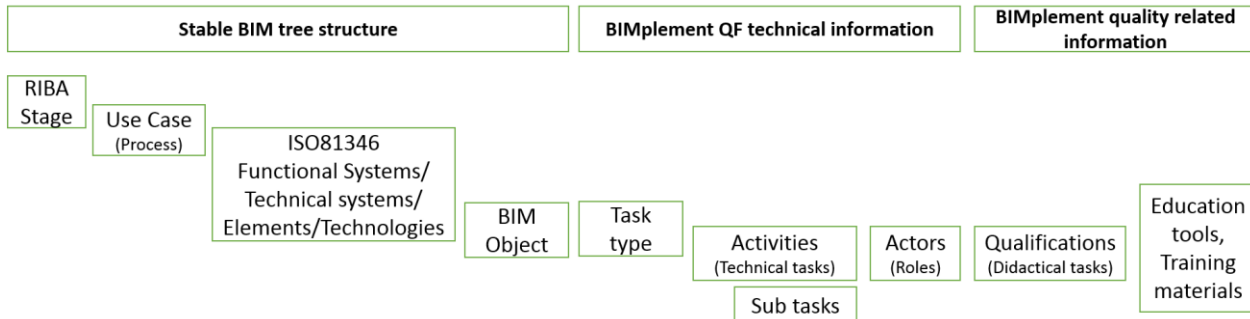 Stable BIM tree structure
BIMplement QF technical information
BIMplement quality related
information
RIBA
Stage
Use Case
(Process)
ISO81346
Functional Systems/
Technical systems/
Elements/Technologies
BIM
Object
Task
type
Activities
(Technical tasks)
Sub tasks
Actors
(Roles)
Qualifications
(Didactical tasks)
Education
tools,
Training
materials